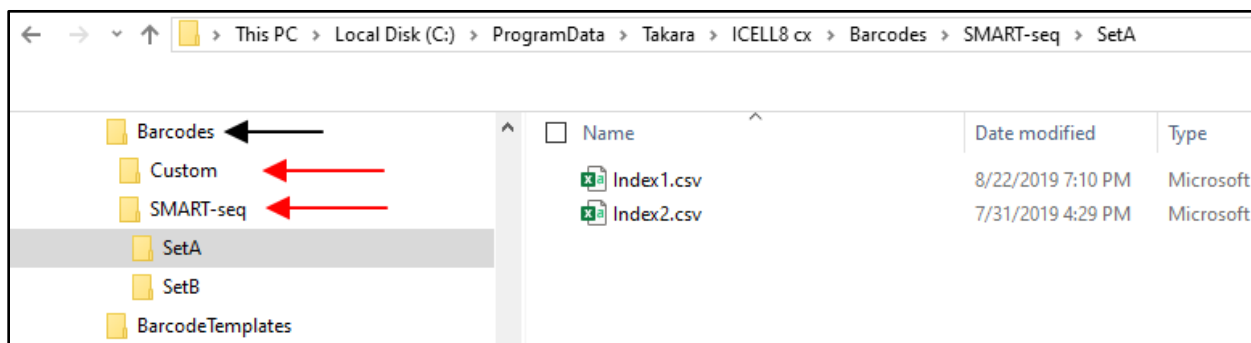 This PC > Local Disk (C:) > ProgramData > Takara > ICELL8 cx > Barcodes > SMART-seq > SetA
Barcodes
Custom
SMART-seq
SetA
SetB
BarcodeTemplates
Name Date modified Type
Index1.csv 8/22/2019 7:10 PM Microsoft
Index2.csv 7/31/2019 4:29 PM Microsoft